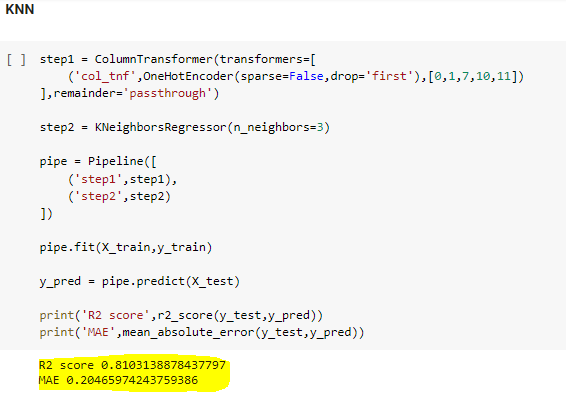 KNN
[ ] step1 = ColumnTransformer(transformers=[
('col_tnf',OneHotEncoder(sparse=False,drop='first'),[0,1,7,10,11])
],remainder='passthrough')
step2 = KNeighborsRegressor(n_neighbors=3)
pipe = Pipeline([
('step1',step1),
('step2',step2)
])
pipe.fit(X_train,y_train)
y_pred = pipe.predict(X_test)
print('R2 score',r2_score(y_test,y_pred))
print('MAE',mean_absolute_error(y_test,y_pred))
R2 score 0.8103138878437797
MAE 0.20465974243759386